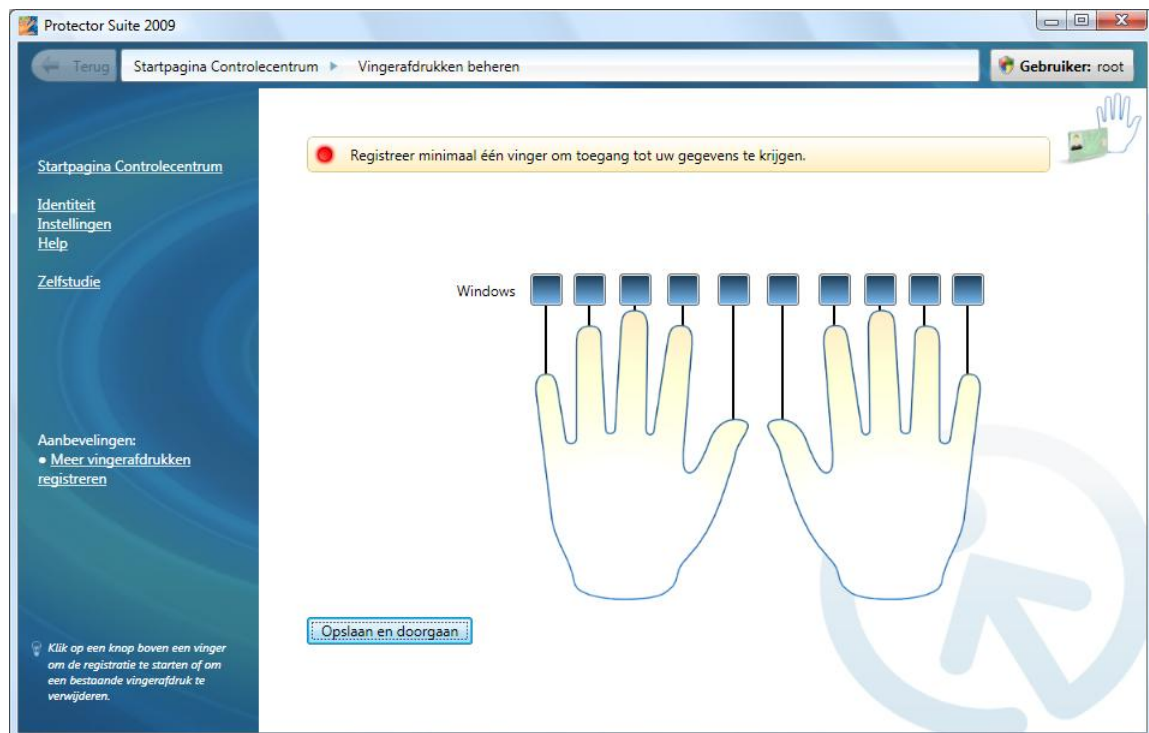 Protector Suite 2009
Terug
Startpagina Controlecentrum
Vingerafdrukken beheren
Gebruiker: root
Startpagina Controlecentrum
Identiteit
Instellingen
Help
Zelfstudie
Aanbevelingen:
• Meer vingerafdrukken
registreren
Klik op een knop boven een vinger
om de registratie te starten of om
een bestaande vingerafdruk te
verwijderen.
Registreer minimaal één vinger om toegang tot uw gegevens te krijgen.
Windows
Opslaan en doorgaan